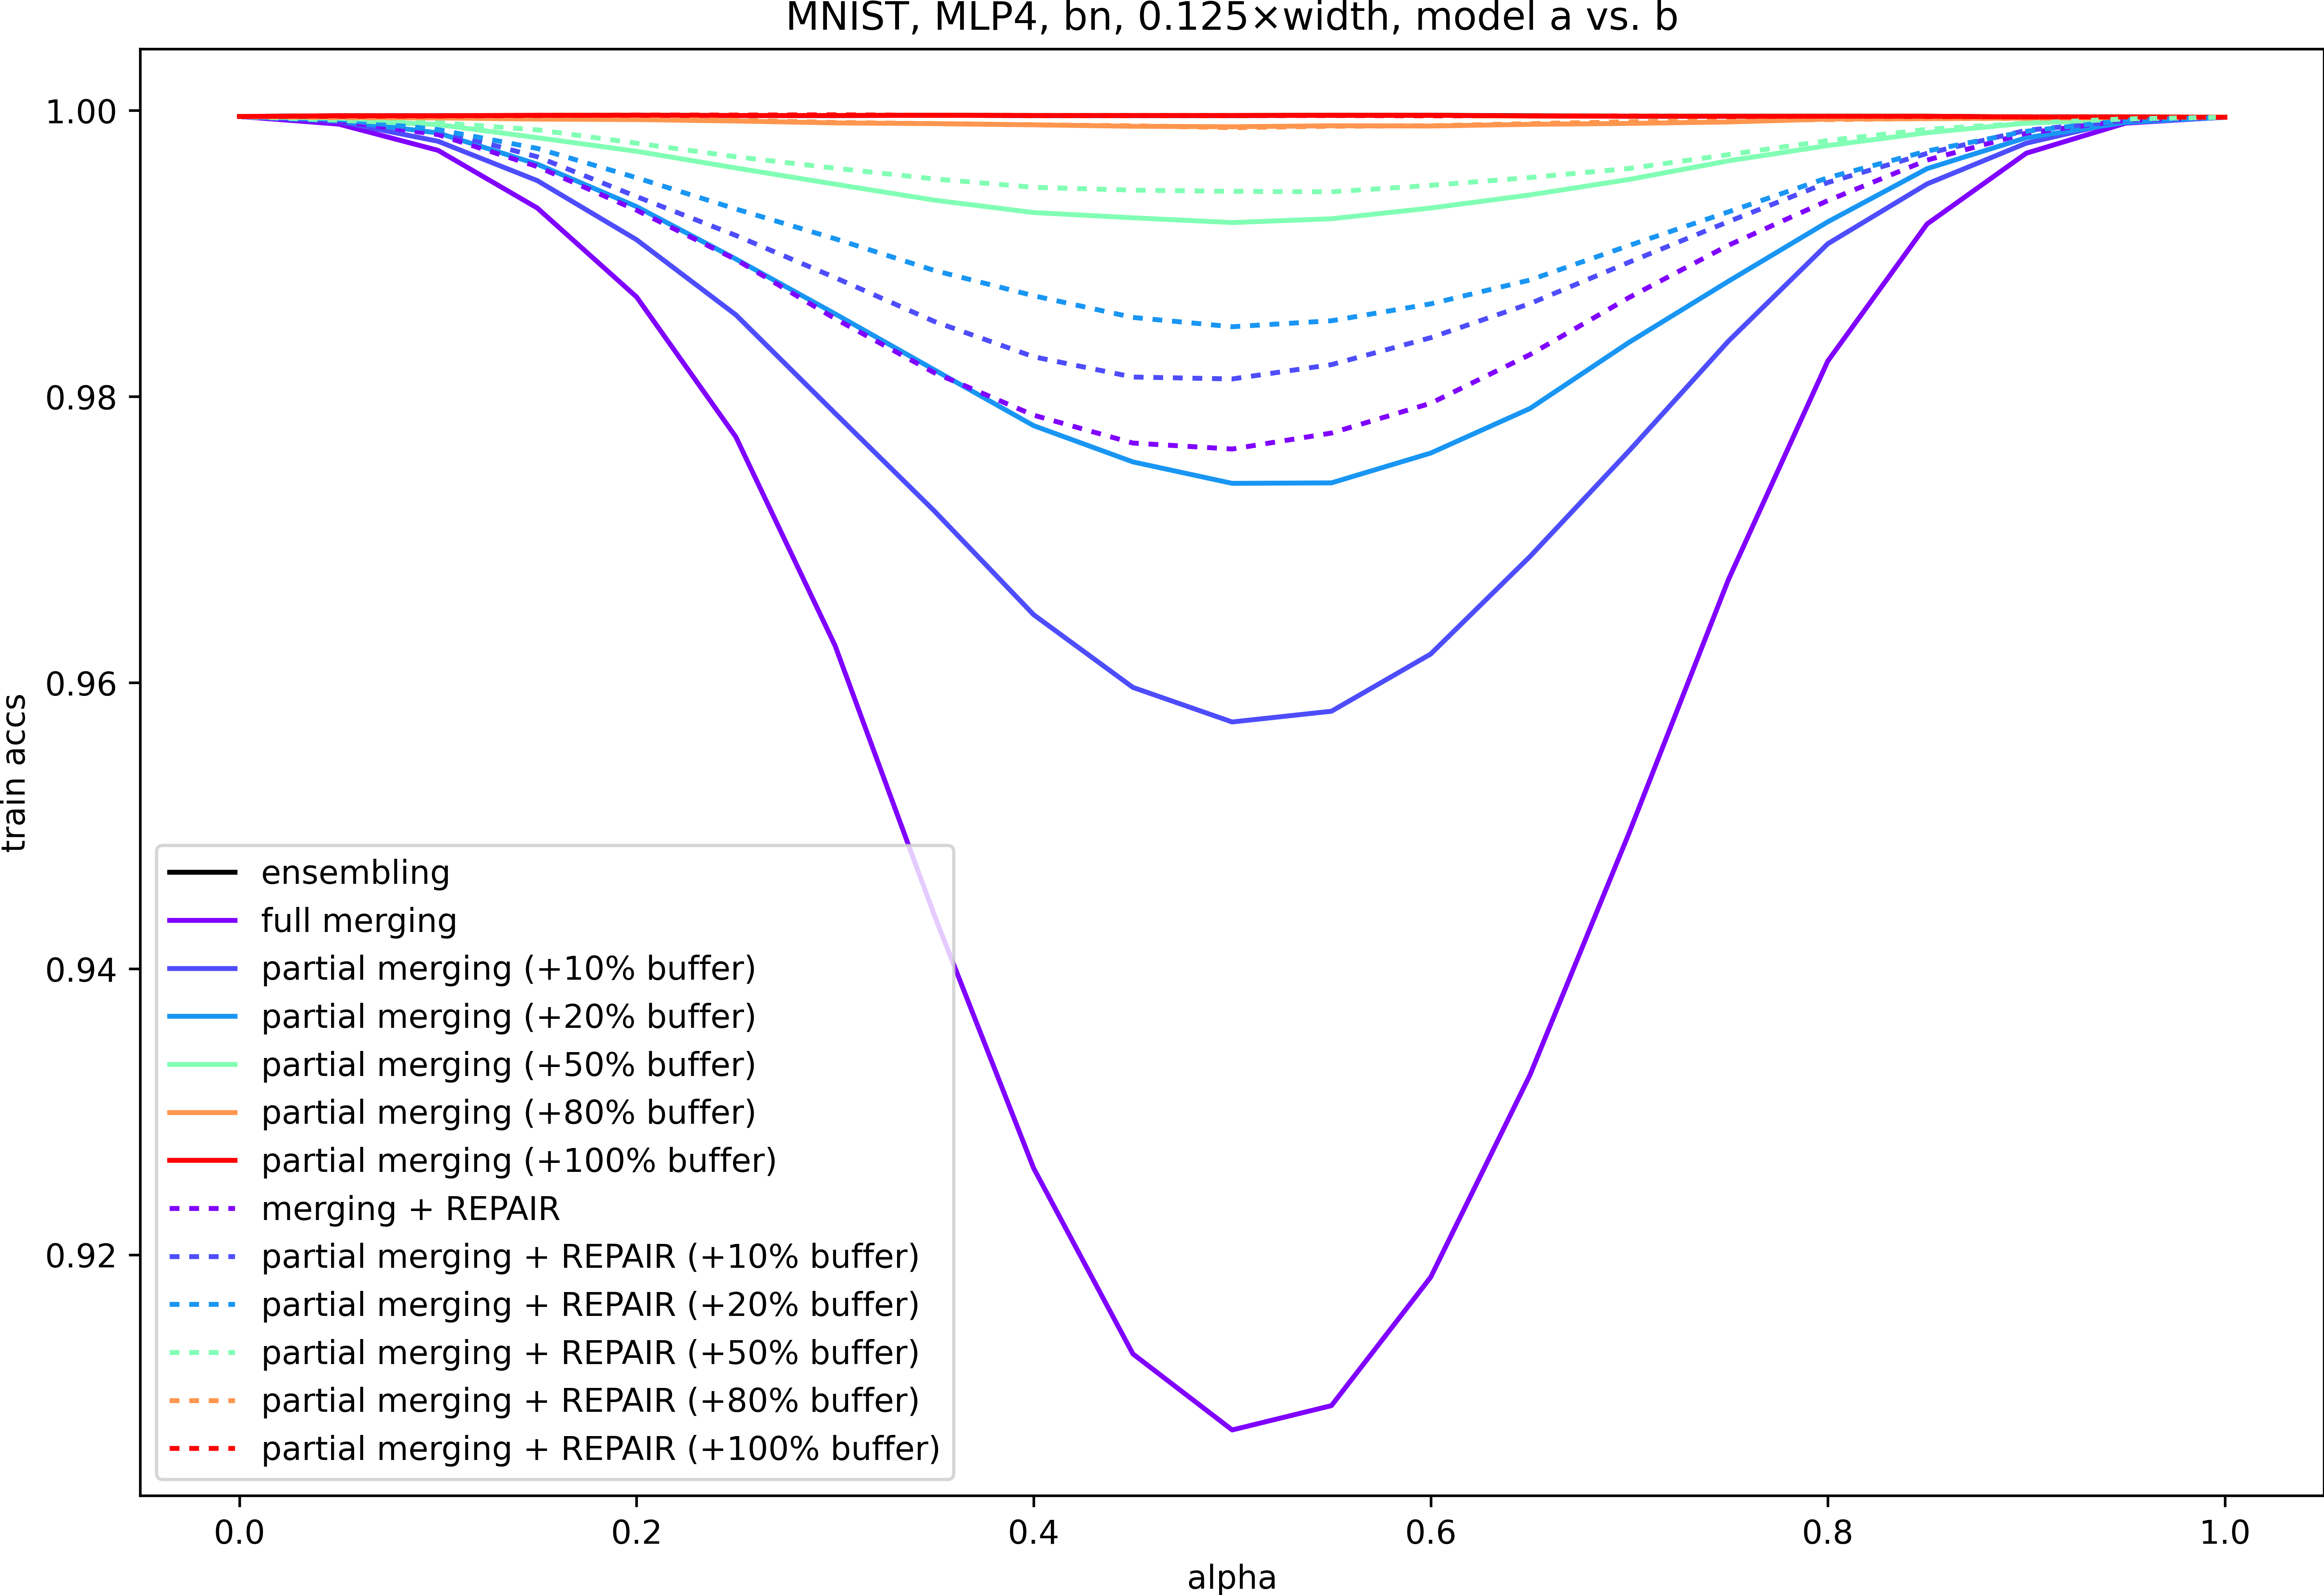 MNIST, MLP4, bn, 0.125×width, model a vs. b
1.00
0.98
0.96
0.94
0.92
train accs
ensembling
full merging
partial merging (+10% buffer)
partial merging (+20% buffer)
partial merging (+50% buffer)
partial merging (+80% buffer)
partial merging (+100% buffer)
merging + REPAIR
partial merging + REPAIR (+10% buffer)
partial merging + REPAIR (+20% buffer)
partial merging + REPAIR (+50% buffer)
partial merging + REPAIR (+80% buffer)
partial merging + REPAIR (+100% buffer)
0.0 0.2 0.4 0.6 0.8 1.0
alpha